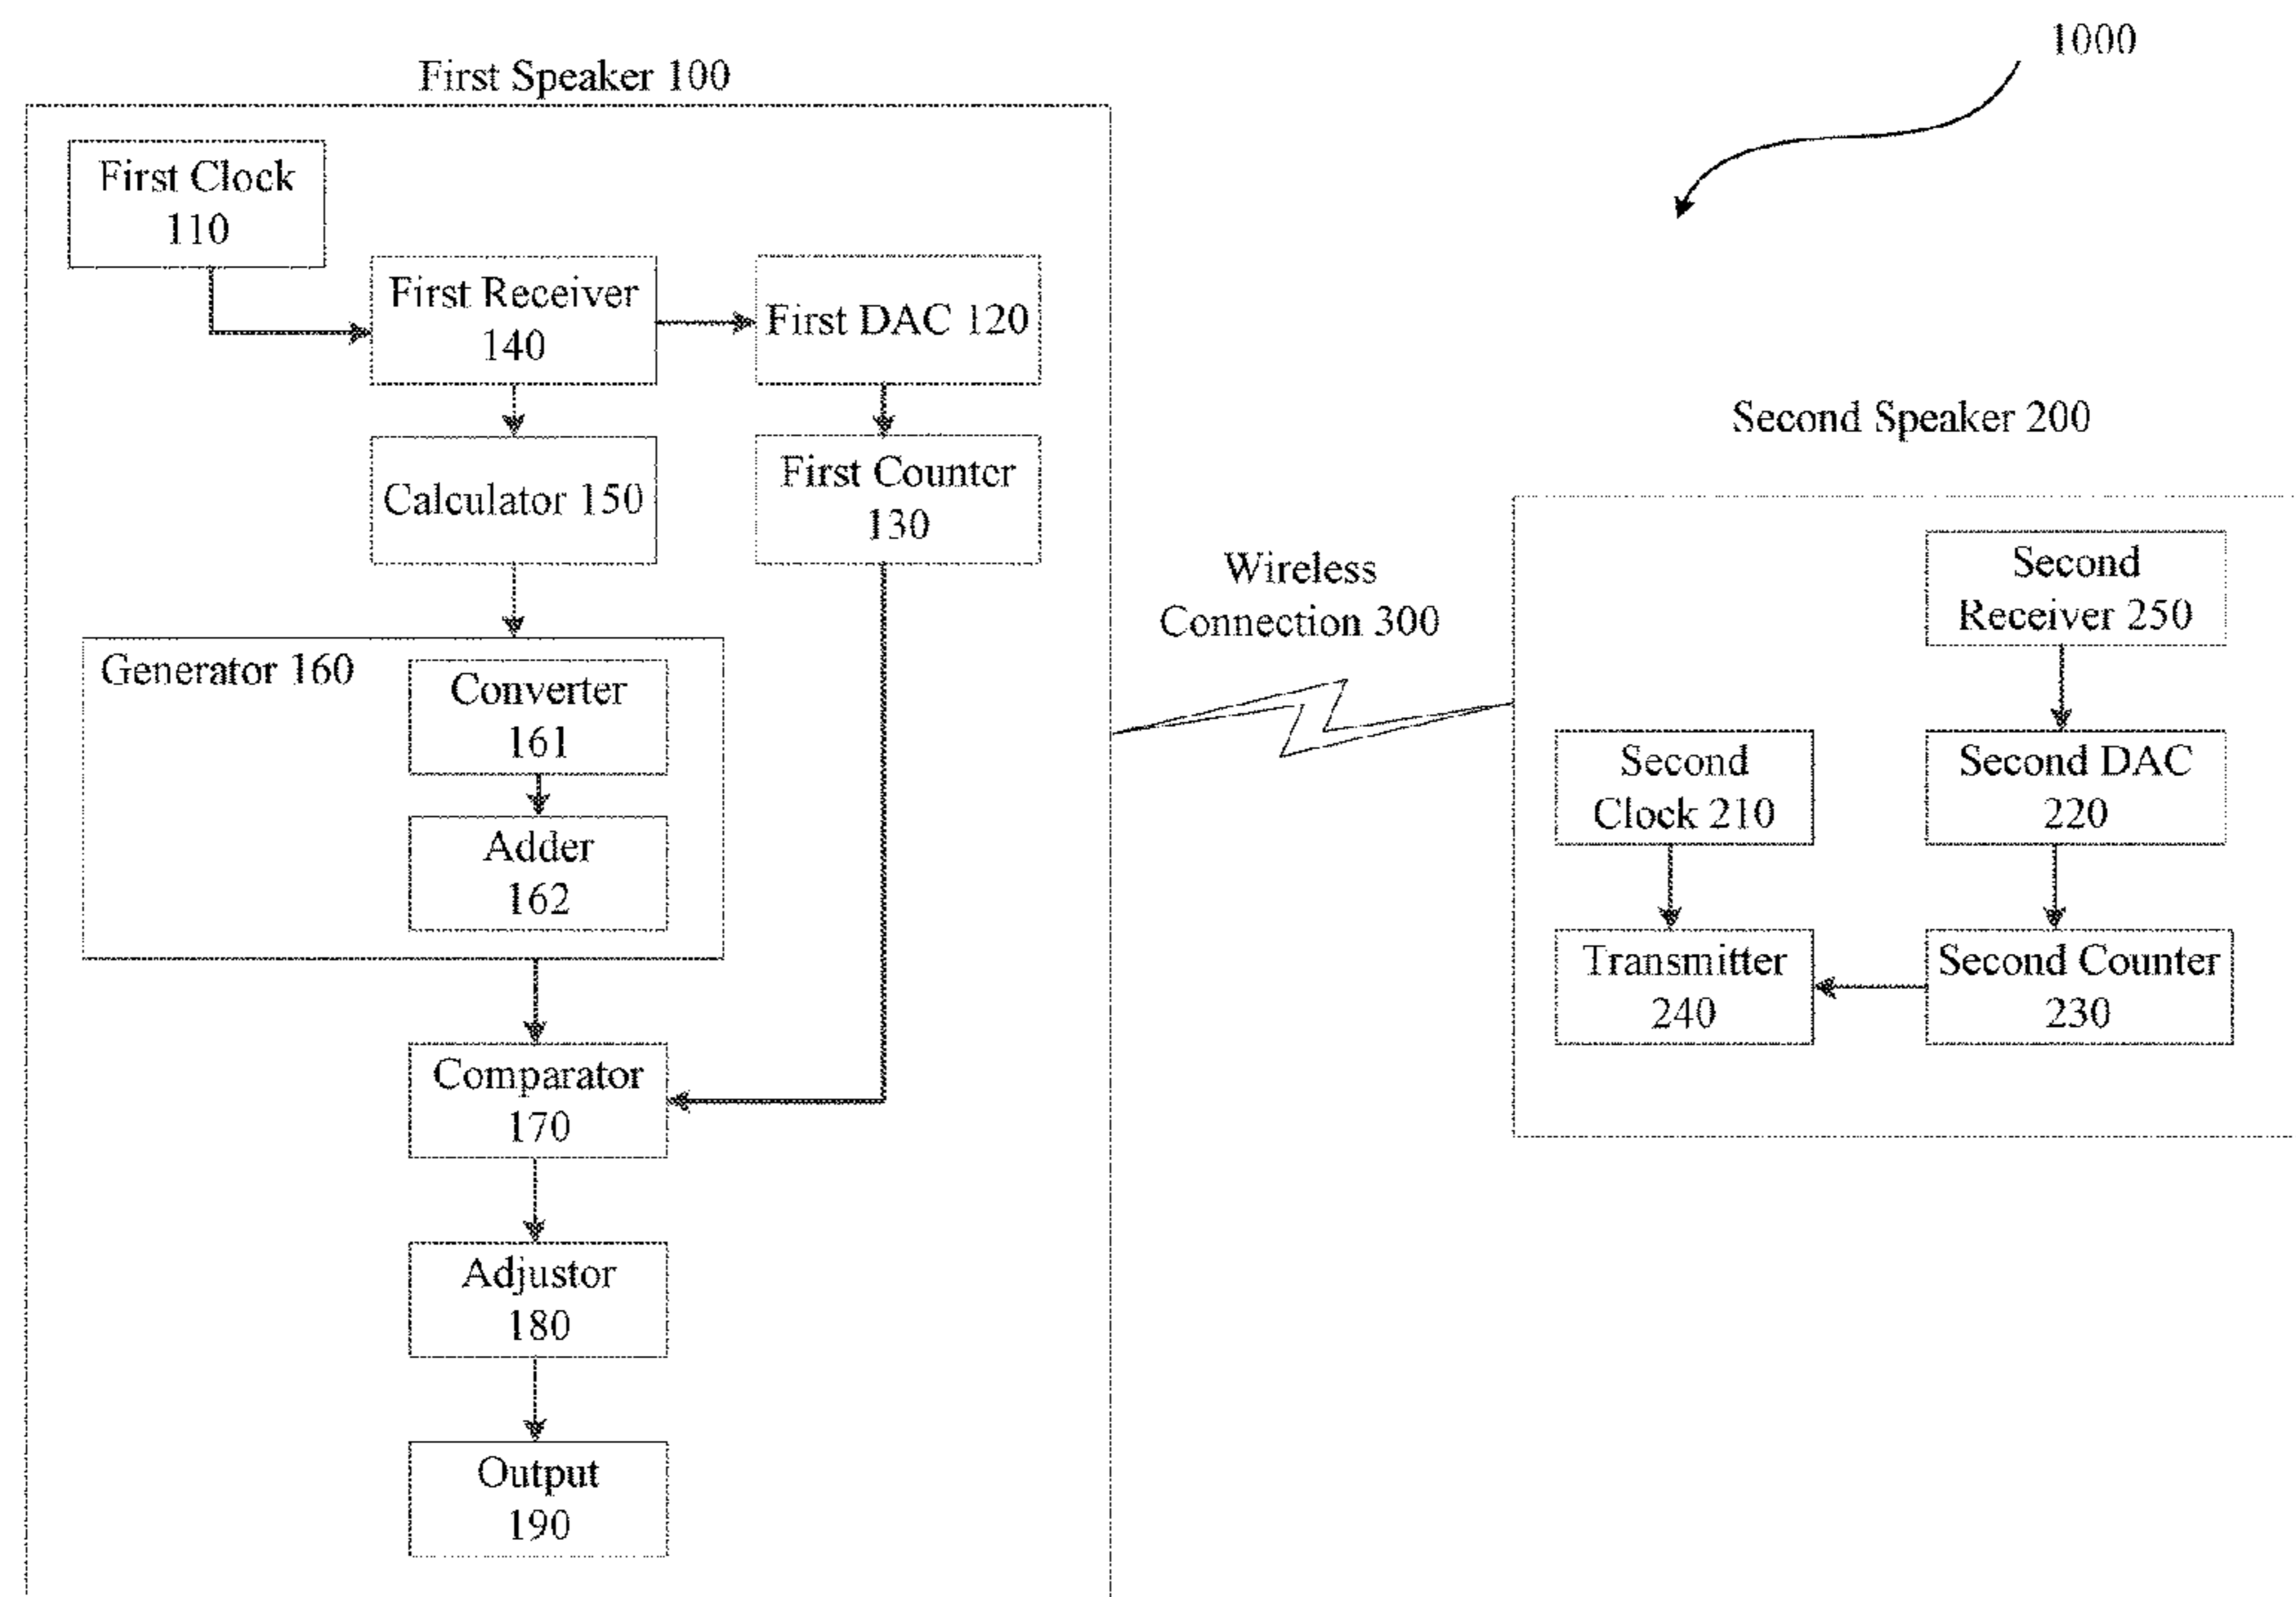 1000
First Speaker 100
First Clock
110
First Receiver
140
First DAC 120
Calculator 150
First Counter
130
Generator 160
Converter
161
Adder
162
Comparator
170
Adjustor
180
Output
190
Wireless
Connection 300
Second Speaker 200
Second
Receiver 250
Second
Clock 210
Second DAC
220
Transmitter
240
Second Counter
230